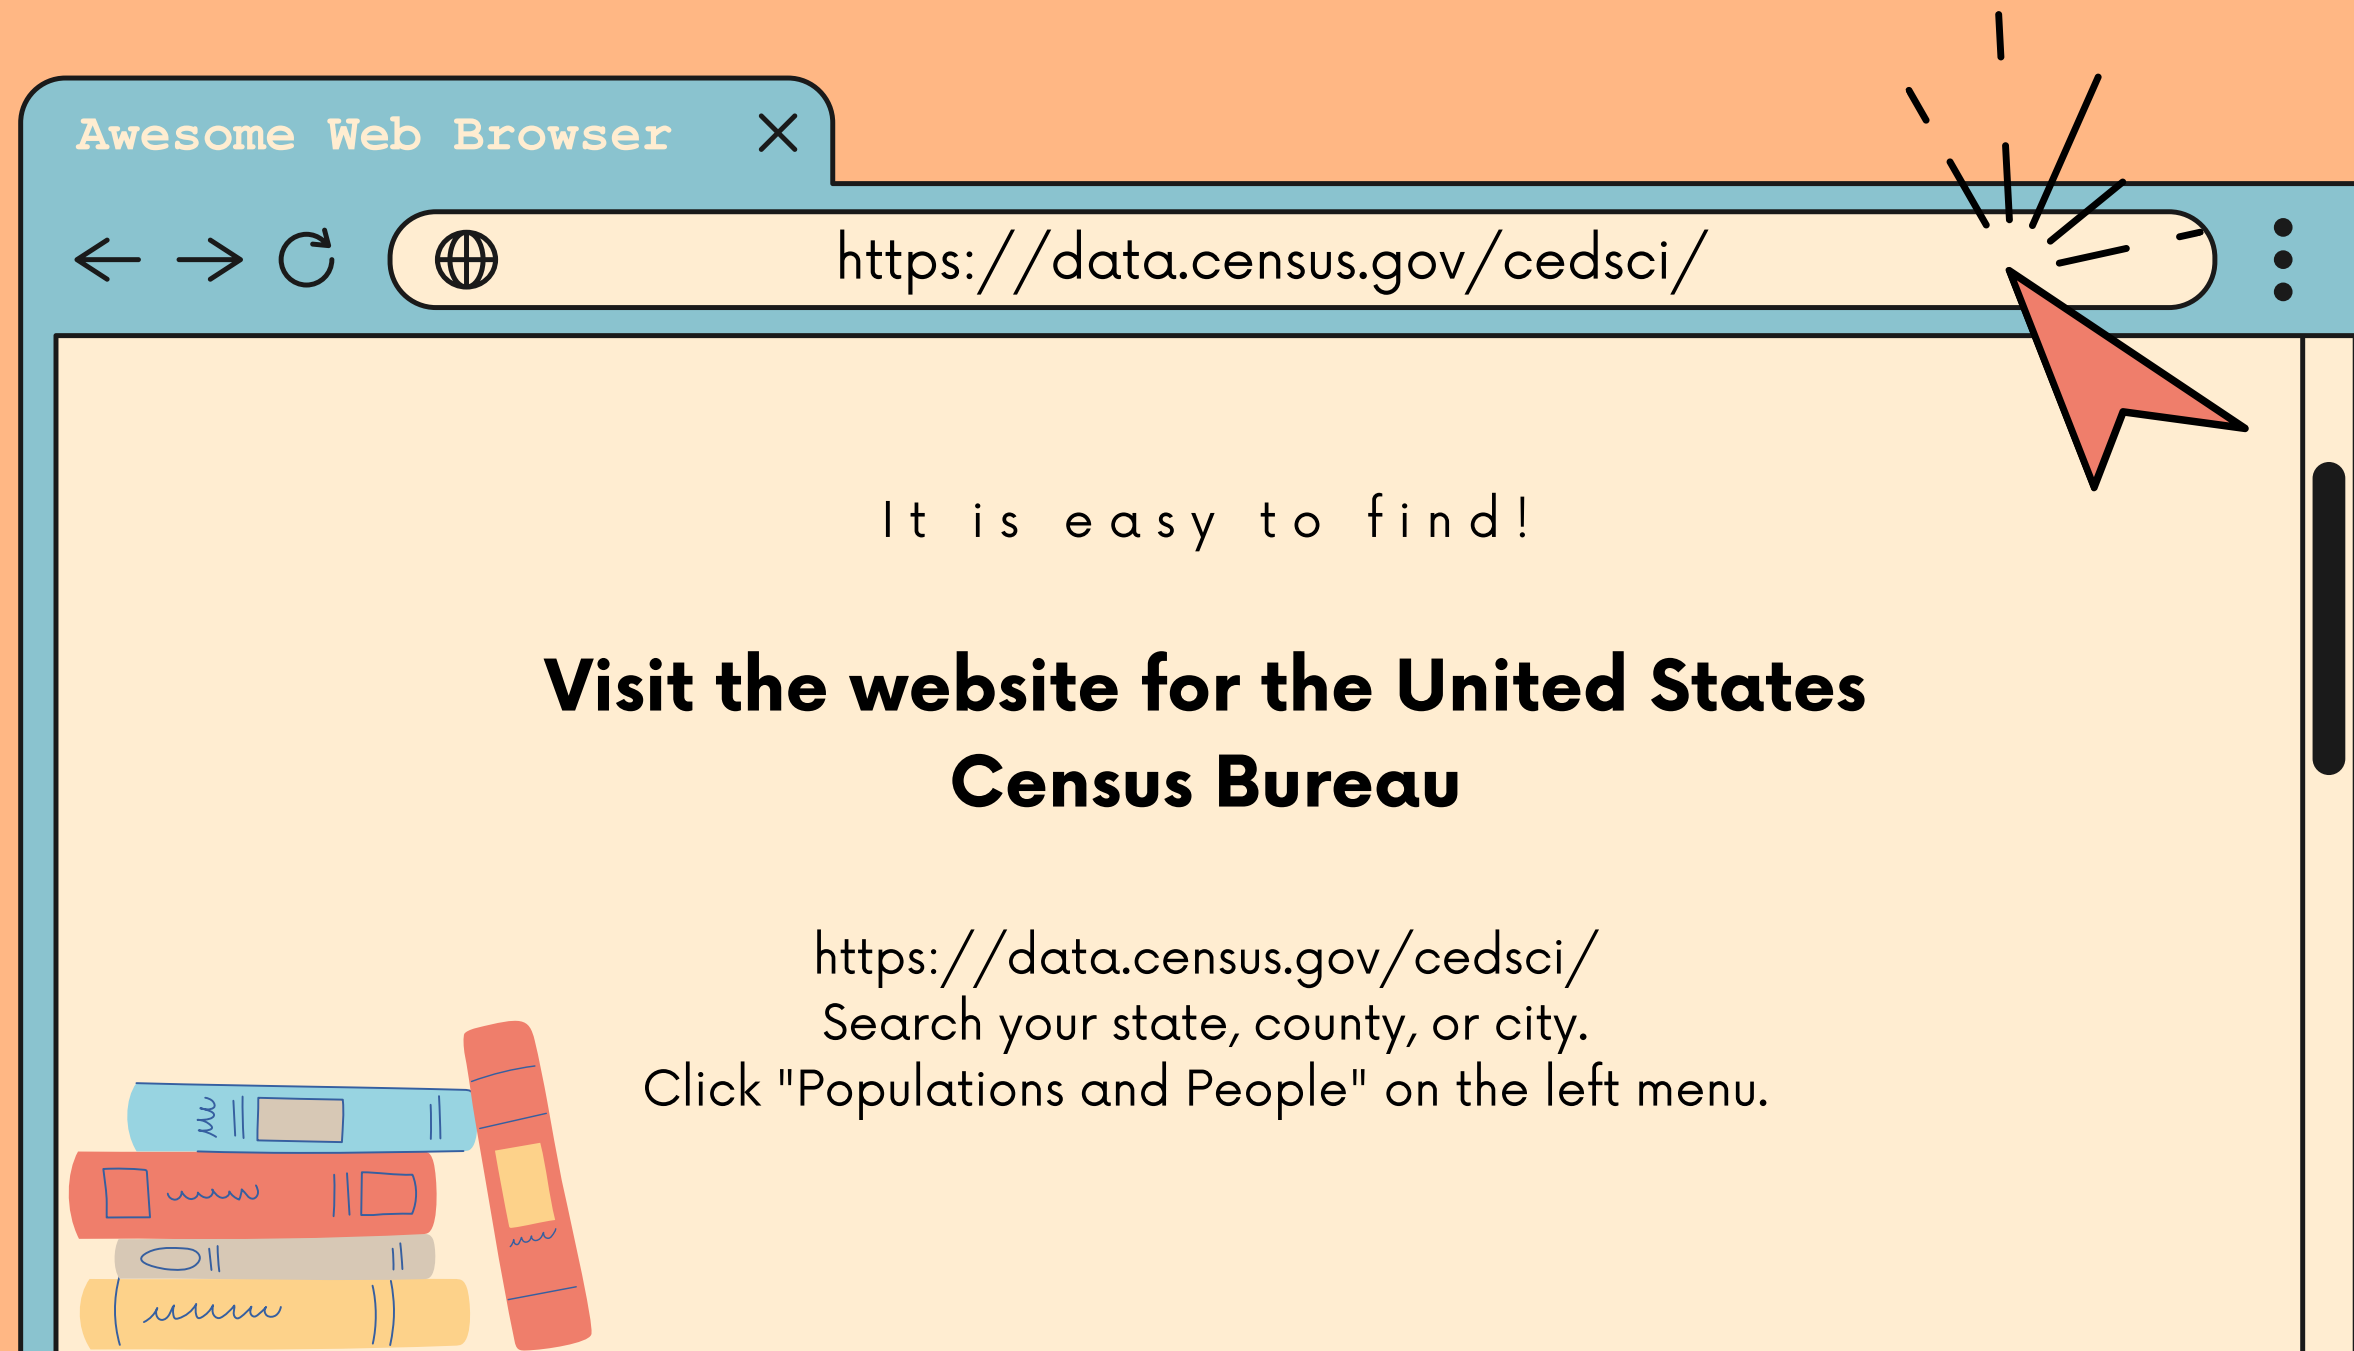 Awesome Web Browser
https://data.census.gov/cedsci/
It is easy to find!
Visit the website for the United States
Census Bureau
https://data.census.gov/cedsci/
Search your state, county, or city.
Click "Populations and People" on the left menu.